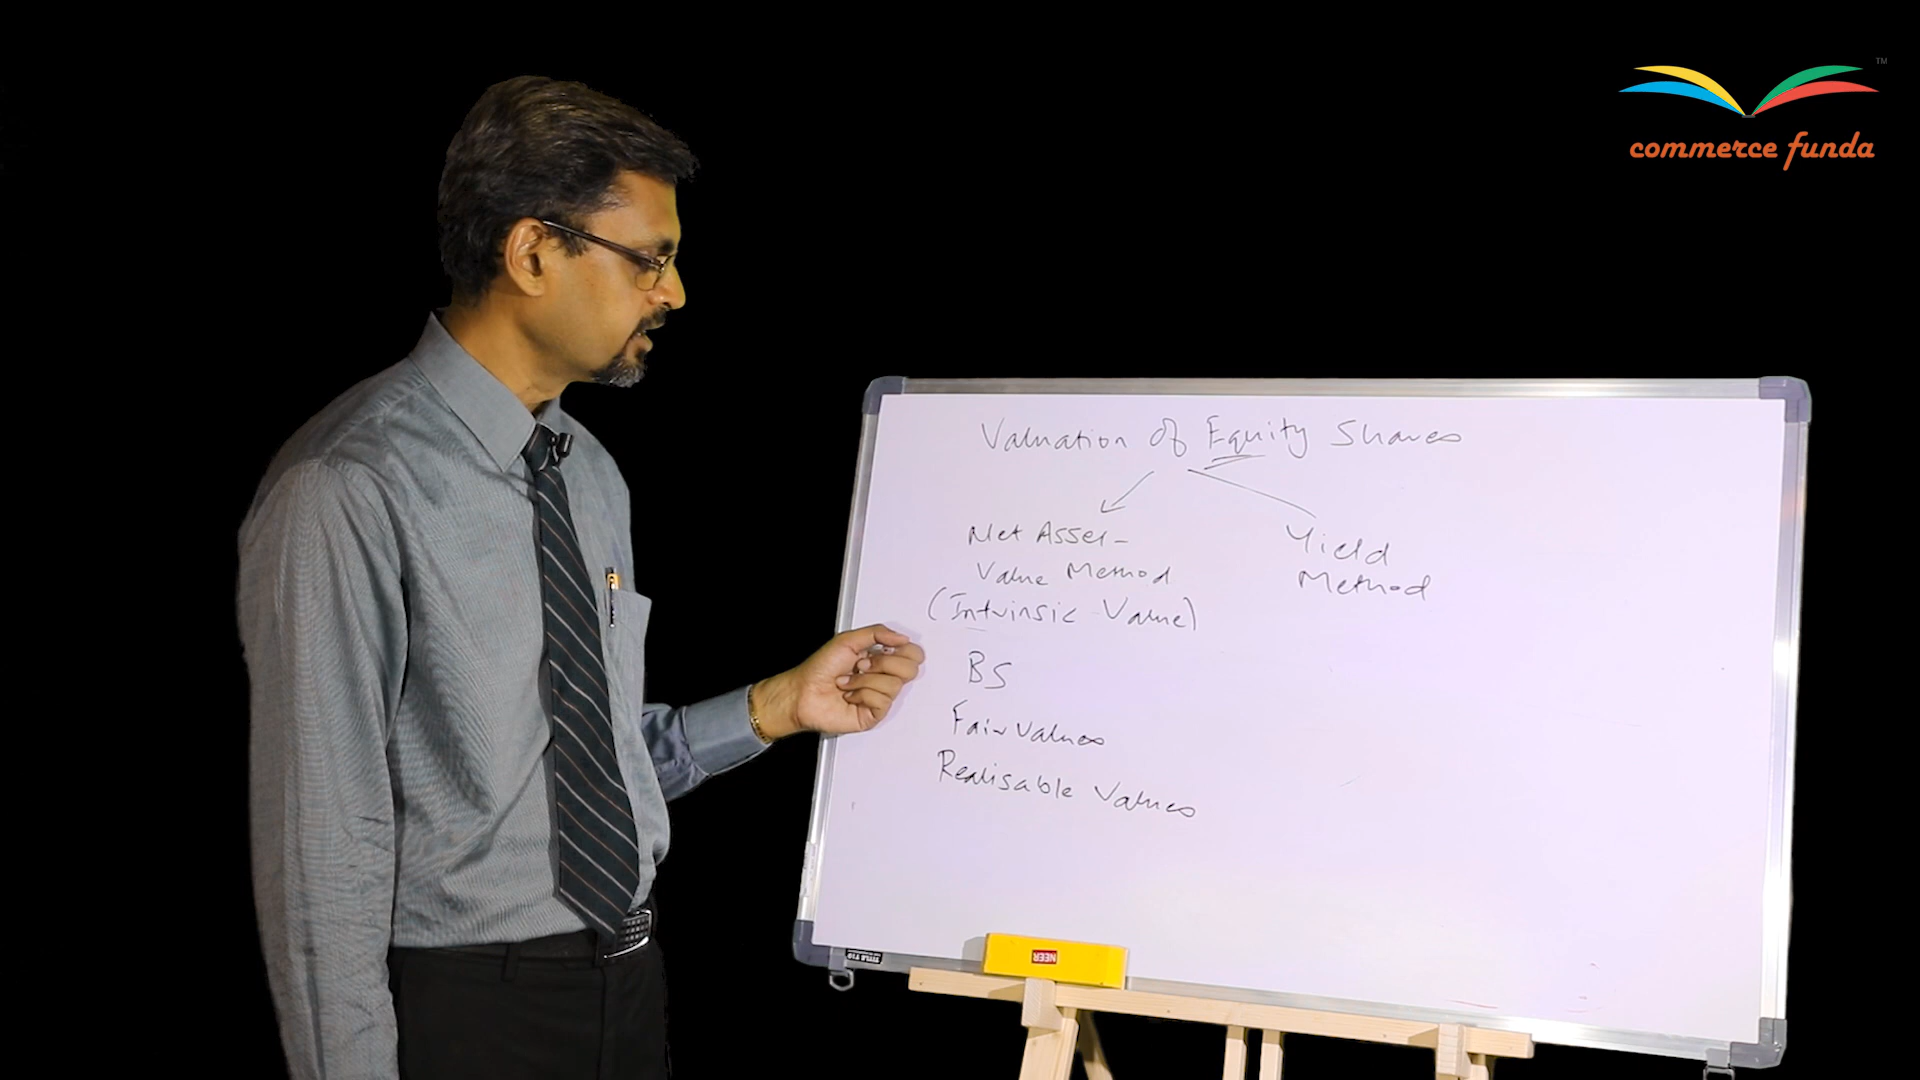 TM
commerce funda
Valuation of Equity Shares
Net Asset
Value Method
(Intrinsic Value)
Yield
Method
BS
Fair Values
Realisable Values
NEER